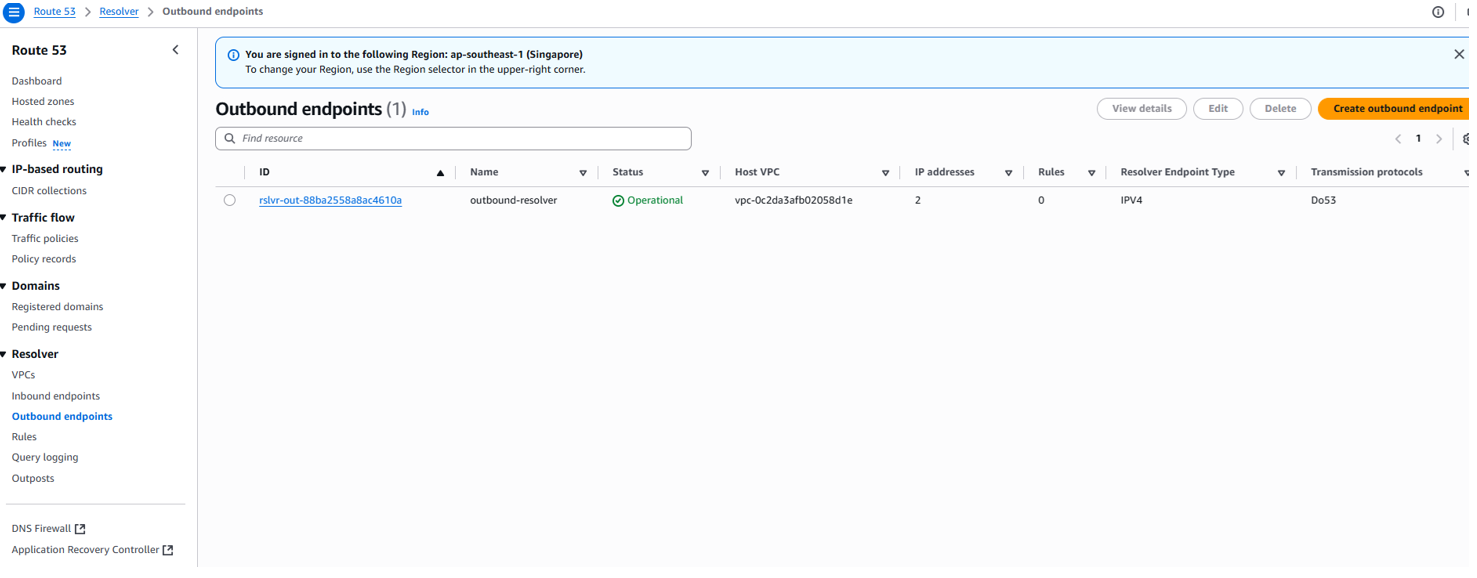 Route 53 > Resolver > Outbound endpoints
Route 53
Dashboard
Hosted zones
Health checks
Profiles New
IP-based routing
CIDR collections
Traffic flow
Traffic policies
Policy records
Domains
Registered domains
Pending requests
Resolver
VPCs
Inbound endpoints
Outbound endpoints
Rules
Query logging
Outposts
DNS Firewall
Application Recovery Controller
You are signed in to the following Region: ap-southeast-1 (Singapore)
To change your Region, use the Region selector in the upper-right corner.
Outbound endpoints (1) Info
View details Edit Delete Create outbound endpoint
Find resource
1
ID Name Status Host VPC IP addresses Rules Resolver Endpoint Type Transmission protocols
rslvr-out-88ba2558a8ac4610a outbound-resolver Operational vpc-0c2da3afb02058d1e 2 0 IPV4 Do53